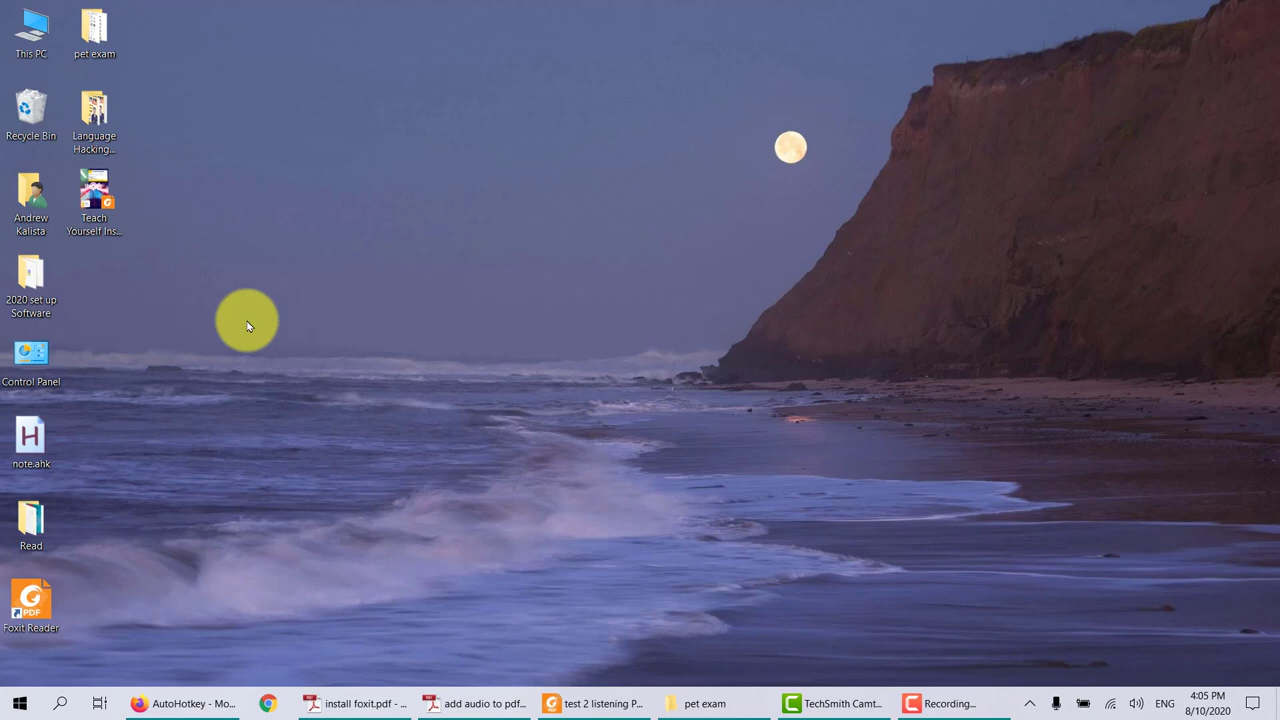 This PC
pet exam
Recycle Bin
Language
Hacking...
Andrew
Kalista
Teach
Yourself Ins...
2020 set up
Software
Control Panel
H
note.ahk
Read
PDF
Foxit Reader
AutoHotkey - Mo...
install foxit.pdf - ...
add audio to pdf...
test 2 listening P...
pet exam
TechSmith Camt...
Recording...
ENG
4:05 PM
8/10/2020